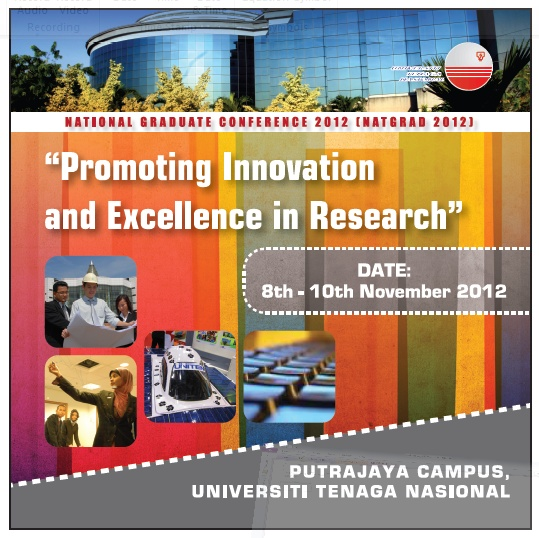 NATIONAL GRADUATE CONFERENCE 2012 (NATGRAD 2012)
“Promoting Innovation
and Excellence in Research”
DATE:
8th - 10th November 2012
UNITEN
PUTRAJAYA CAMPUS,
UNIVERSITI TENAGA NASIONAL